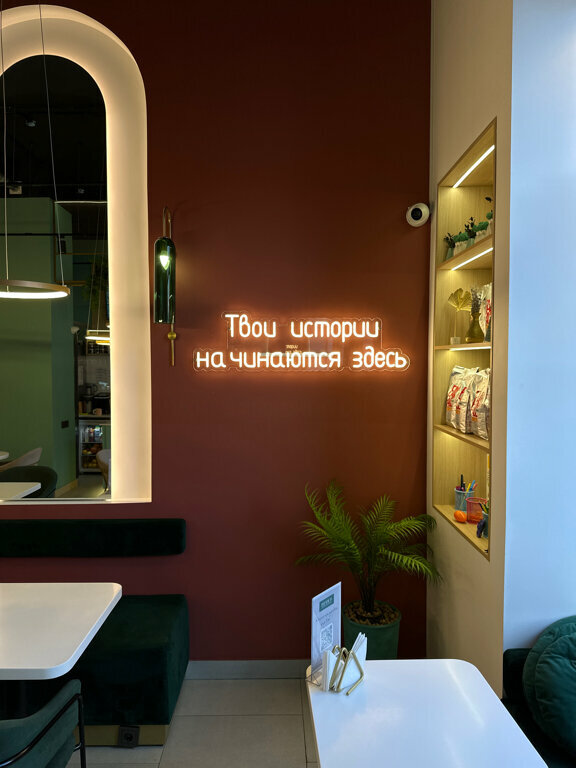 Твои истории
начинаются здесь